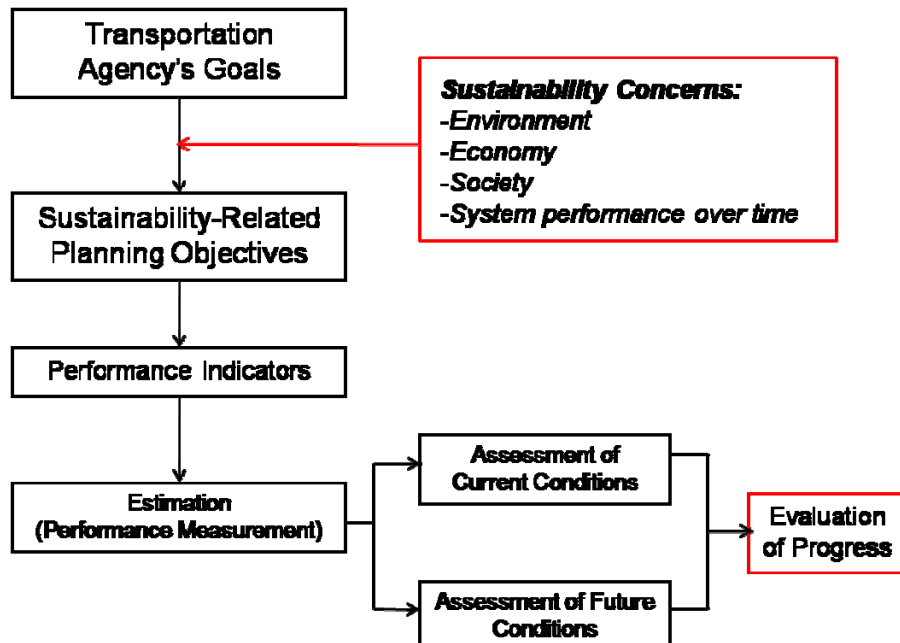 Transportation
Agency's Goals
Sustainability Concerns:
-Environment
-Economy
-Society
-System performance over time
Sustainability-Related
Planning Objectives
Performance Indicators
Estimation
(Performance Measurement)
Assessment of
Current Conditions
Assessment of Future
Conditions
Evaluation
of Progress